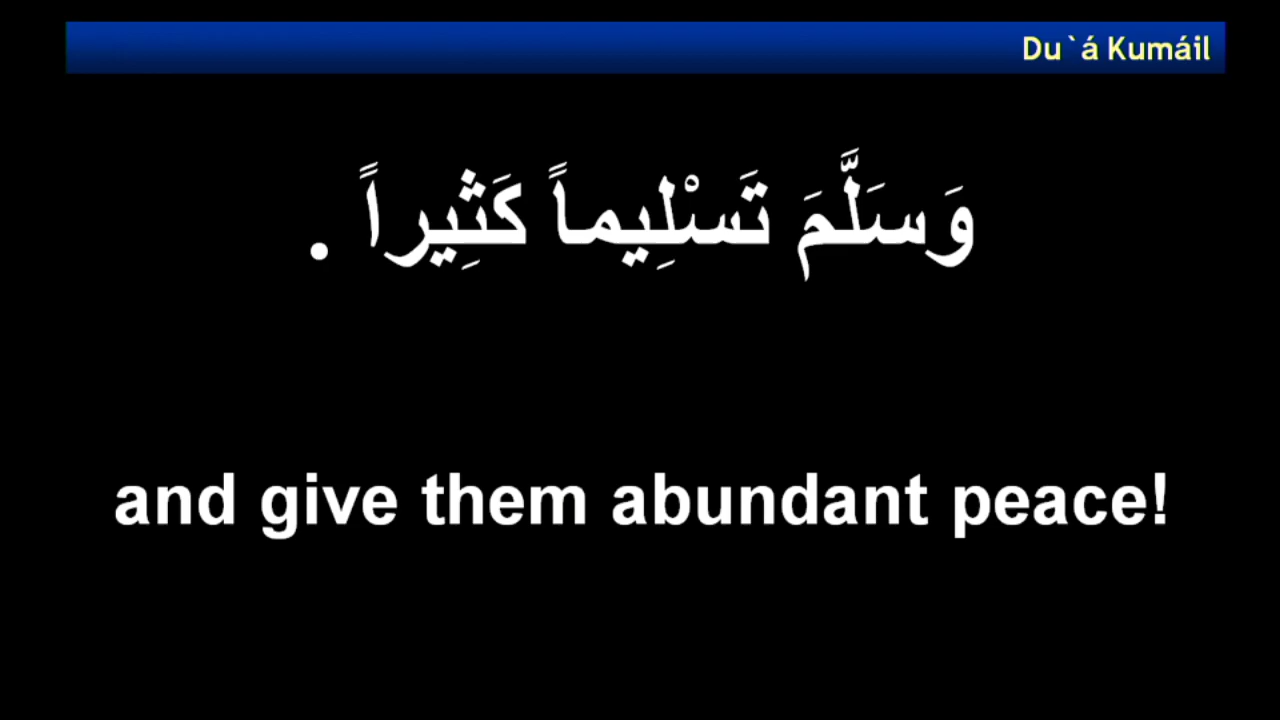 Du`á Kumáil
وَسَلَّمَ تَسْلِيماً كَثِيراً .
and give them abundant peace!